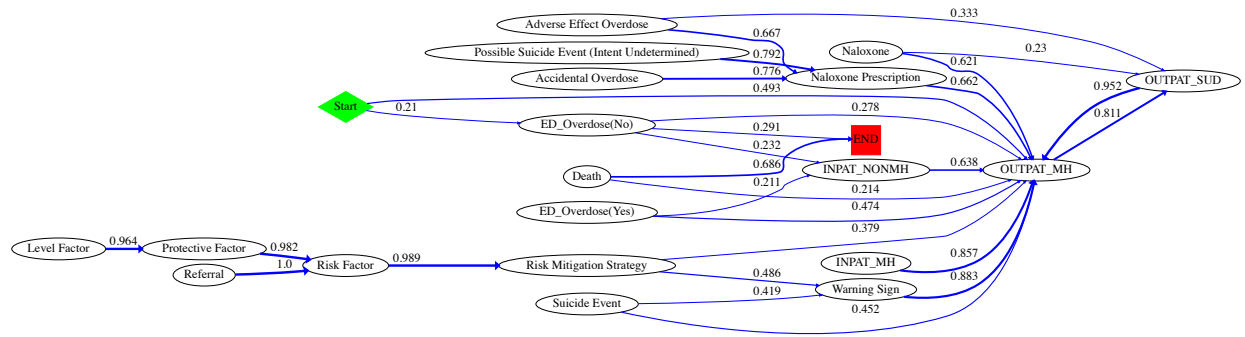 0.333
Adverse Effect Overdose
0.667
Possible Suicide Event (Intent Undetermined)
0.792
Naloxone
0.23
0.621
Accidental Overdose
0.776
Naloxone Prescription
0.662
OUTPAT_SUD
0.952
0.493
Start
0.21
0.278
0.811
ED_Overdose(No)
0.291
END
0.232
0.686
Death
0.211
INPAT_NONMH
0.638
OUTPAT_MH
0.214
ED_Overdose(Yes)
0.474
0.379
Level Factor
0.964
Protective Factor
0.982
Referral
1.0
Risk Factor
0.989
Risk Mitigation Strategy
0.486
INPAT_MH
0.857
0.883
Suicide Event
0.419
Warning Sign
0.452